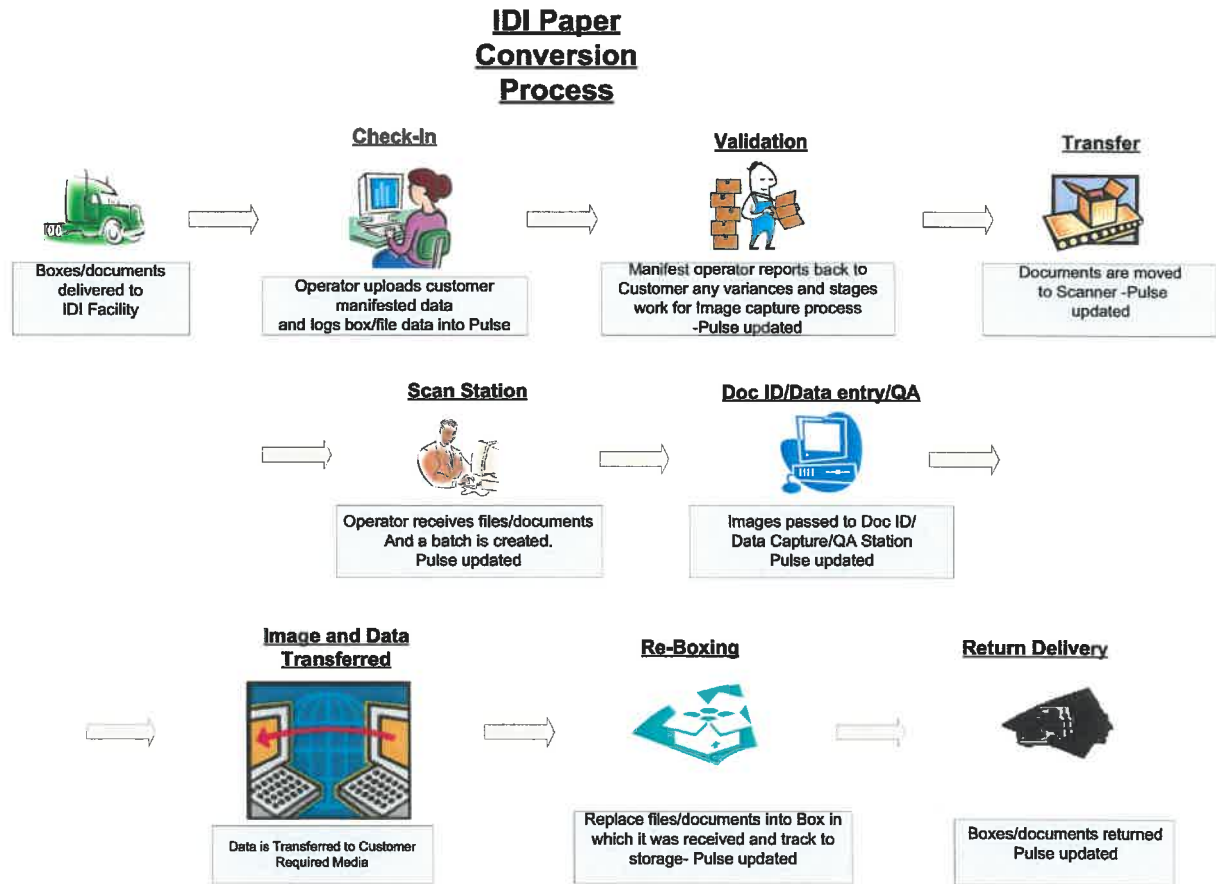 IDI Paper
Conversion
Process
Check-In
Validation
Transfer
Boxes/documents
delivered to
IDI Facility
Operator uploads customer
manifested data
and logs box/file data into Pulse
Manifest operator reports back to
Customer any variances and stages
work for Image capture process
-Pulse updated
Documents are moved
to Scanner -Pulse
updated
Scan Station
Doc ID/Data entry/QA
Operator receives files/documents
And a batch is created.
Pulse updated
Images passed to Doc ID/
Data Capture/QA Station
Pulse updated
Image and Data
Transferred
Re-Boxing
Return Delivery
Data is Transferred to Customer
Required Media
Replace files/documents into Box in
which it was received and track to
storage- Pulse updated
Boxes/documents returned
Pulse updated